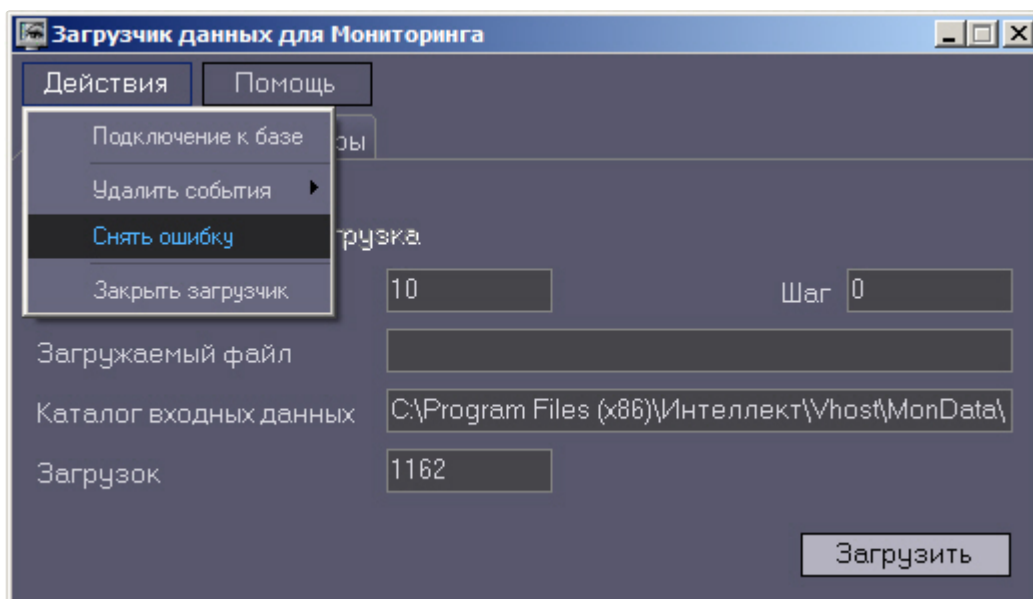 Загрузчик данных для Мониторинга
Действия Помощь
Подключение к базе
Удалить события
Снять ошибку
Закрыть загрузчик
10 Шаг 0
Загружаемый файл
Каталог входных данных C:\Program Files (x86)\Интеллект\Vhost\MonData\
Загрузок 1162
Загрузить